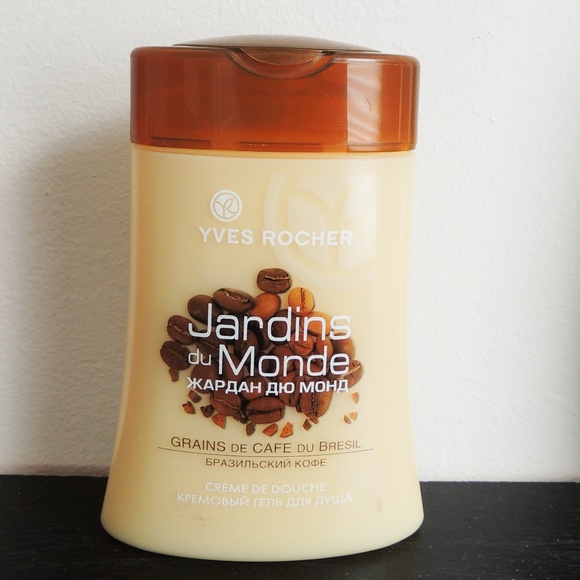 YVES ROCHER
Jardins
du Monde
ЖАРДАН ДЮ МОНД
GRAINS DE CAFE DU BRESIL
БРАЗИЛЬСКИЙ КОФЕ
CRÈME DE DOUCHE
КРЕМОВЫЙ ГЕЛЬ ДЛЯ ДУША